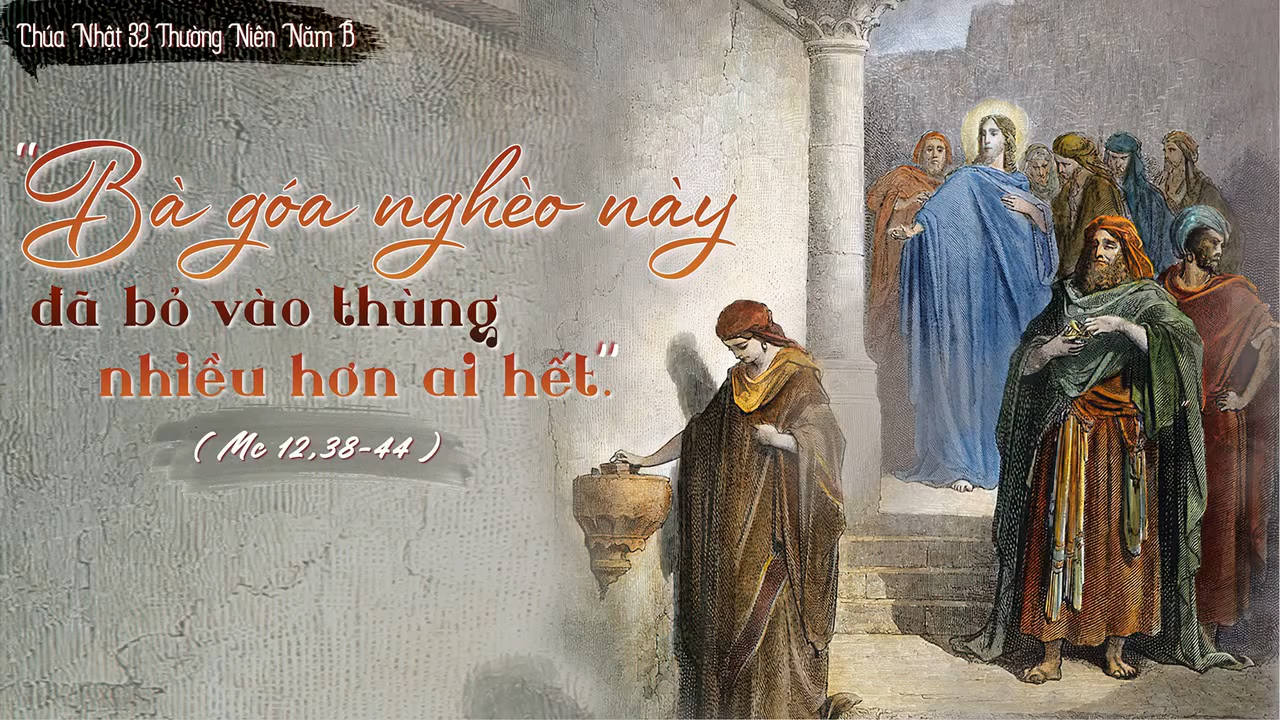 Chúa Nhật 32 Thường Niên Năm B
"Bà góa nghèo này
đã bỏ vào thùng
nhiều hơn ai hết."
( Mc 12,38-44 )